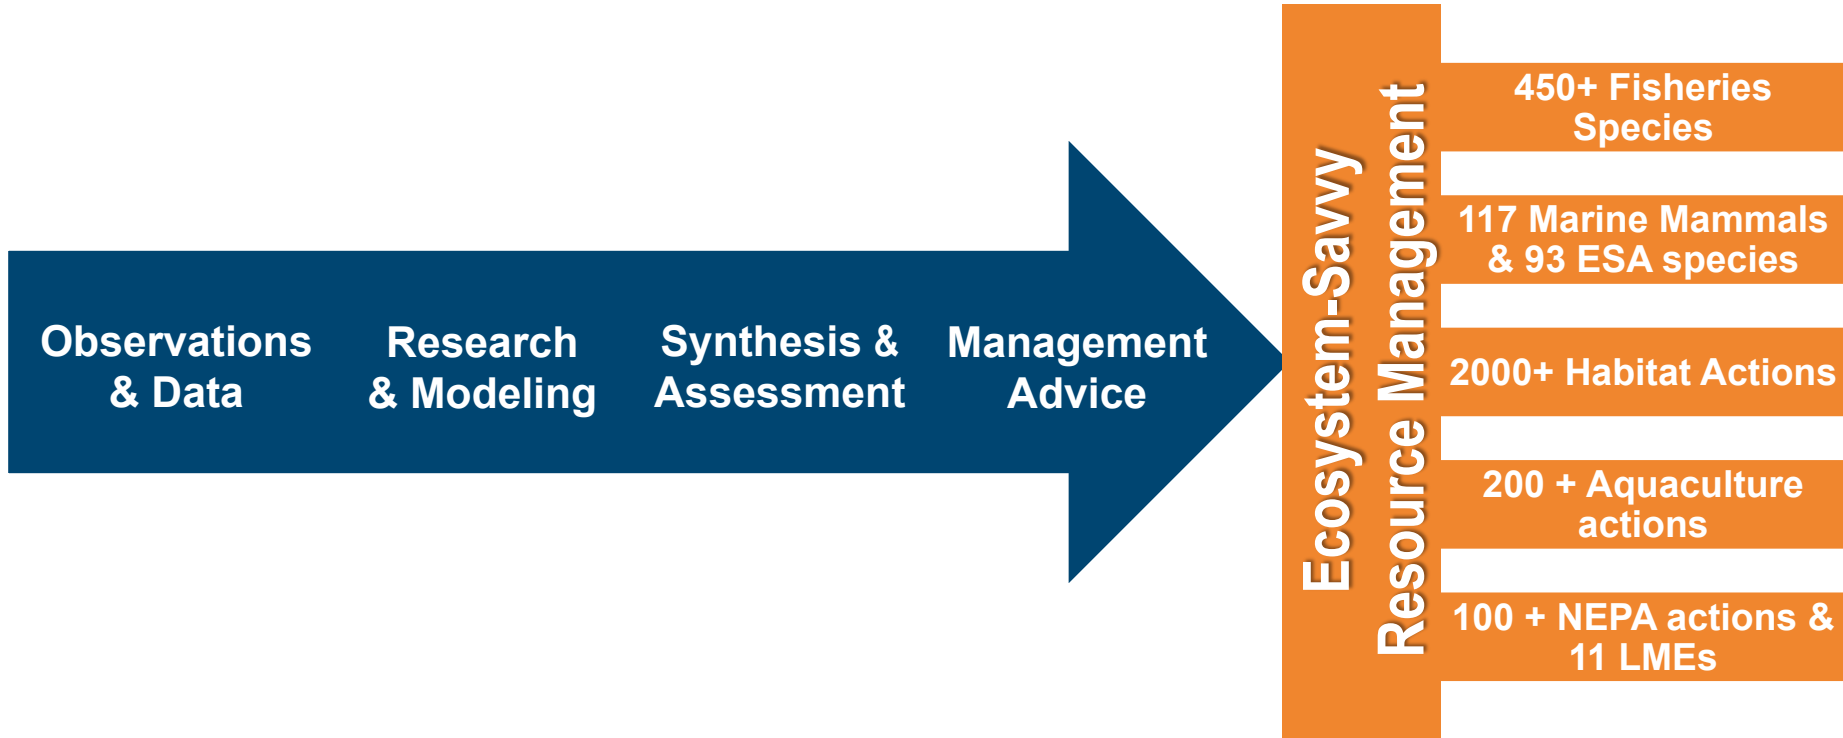 Observations
& Data
Research
& Modeling
Synthesis &
Assessment
Management
Advice
Ecosystem-Savvy
Resource Management
450+ Fisheries
Species
117 Marine Mammals
& 93 ESA species
2000+ Habitat Actions
200 + Aquaculture
actions
100 + NEPA actions &
11 LMEs